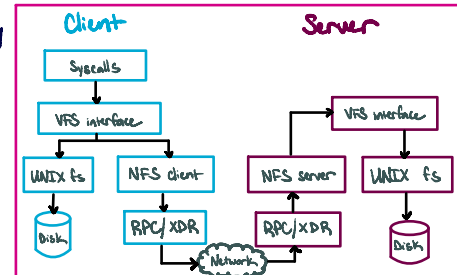 Client
Syscalls
VFS interface
UNIX fs
NFS client
Disk
RPC/XDR
Network
Server
VFS interface
NFS server
UNIX fs
RPC/XDR
Disk